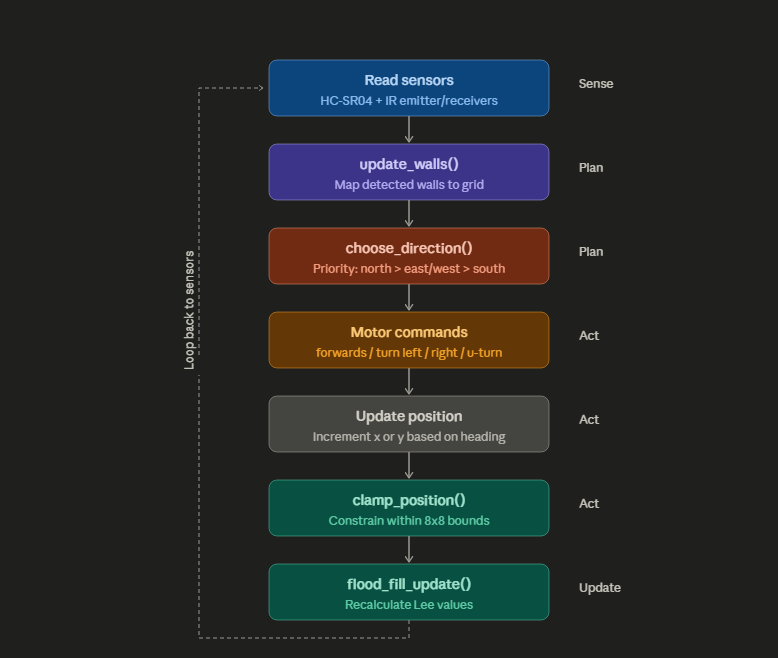 Read sensors
HC-SR04 + IR emitter/receivers
Sense
update_walls()
Map detected walls to grid
Plan
choose_direction()
Priority: north > east/west > south
Plan
Motor commands
forwards / turn left / right / u-turn
Act
Update position
Increment x or y based on heading
Act
clamp_position()
Constrain within 8x8 bounds
Act
flood_fill_update()
Recalculate Lee values
Update
Loop back to sensors